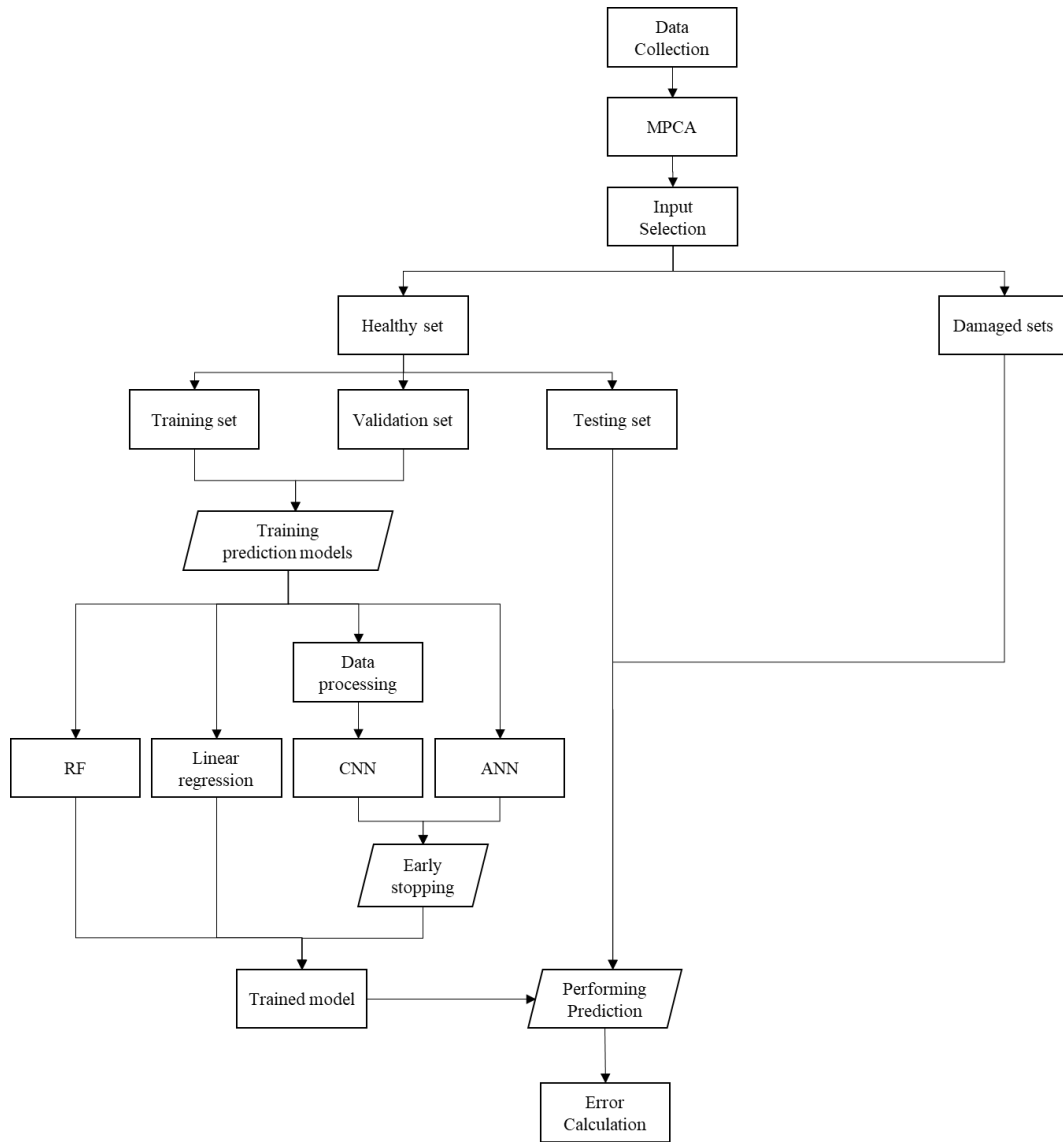 Data
Collection
MPCA
Input
Selection
Healthy set
Damaged sets
Training set
Validation set
Testing set
Training
prediction models
Data
processing
RF
Linear
regression
CNN
ANN
Early
stopping
Trained model
Performing
Prediction
Error
Calculation